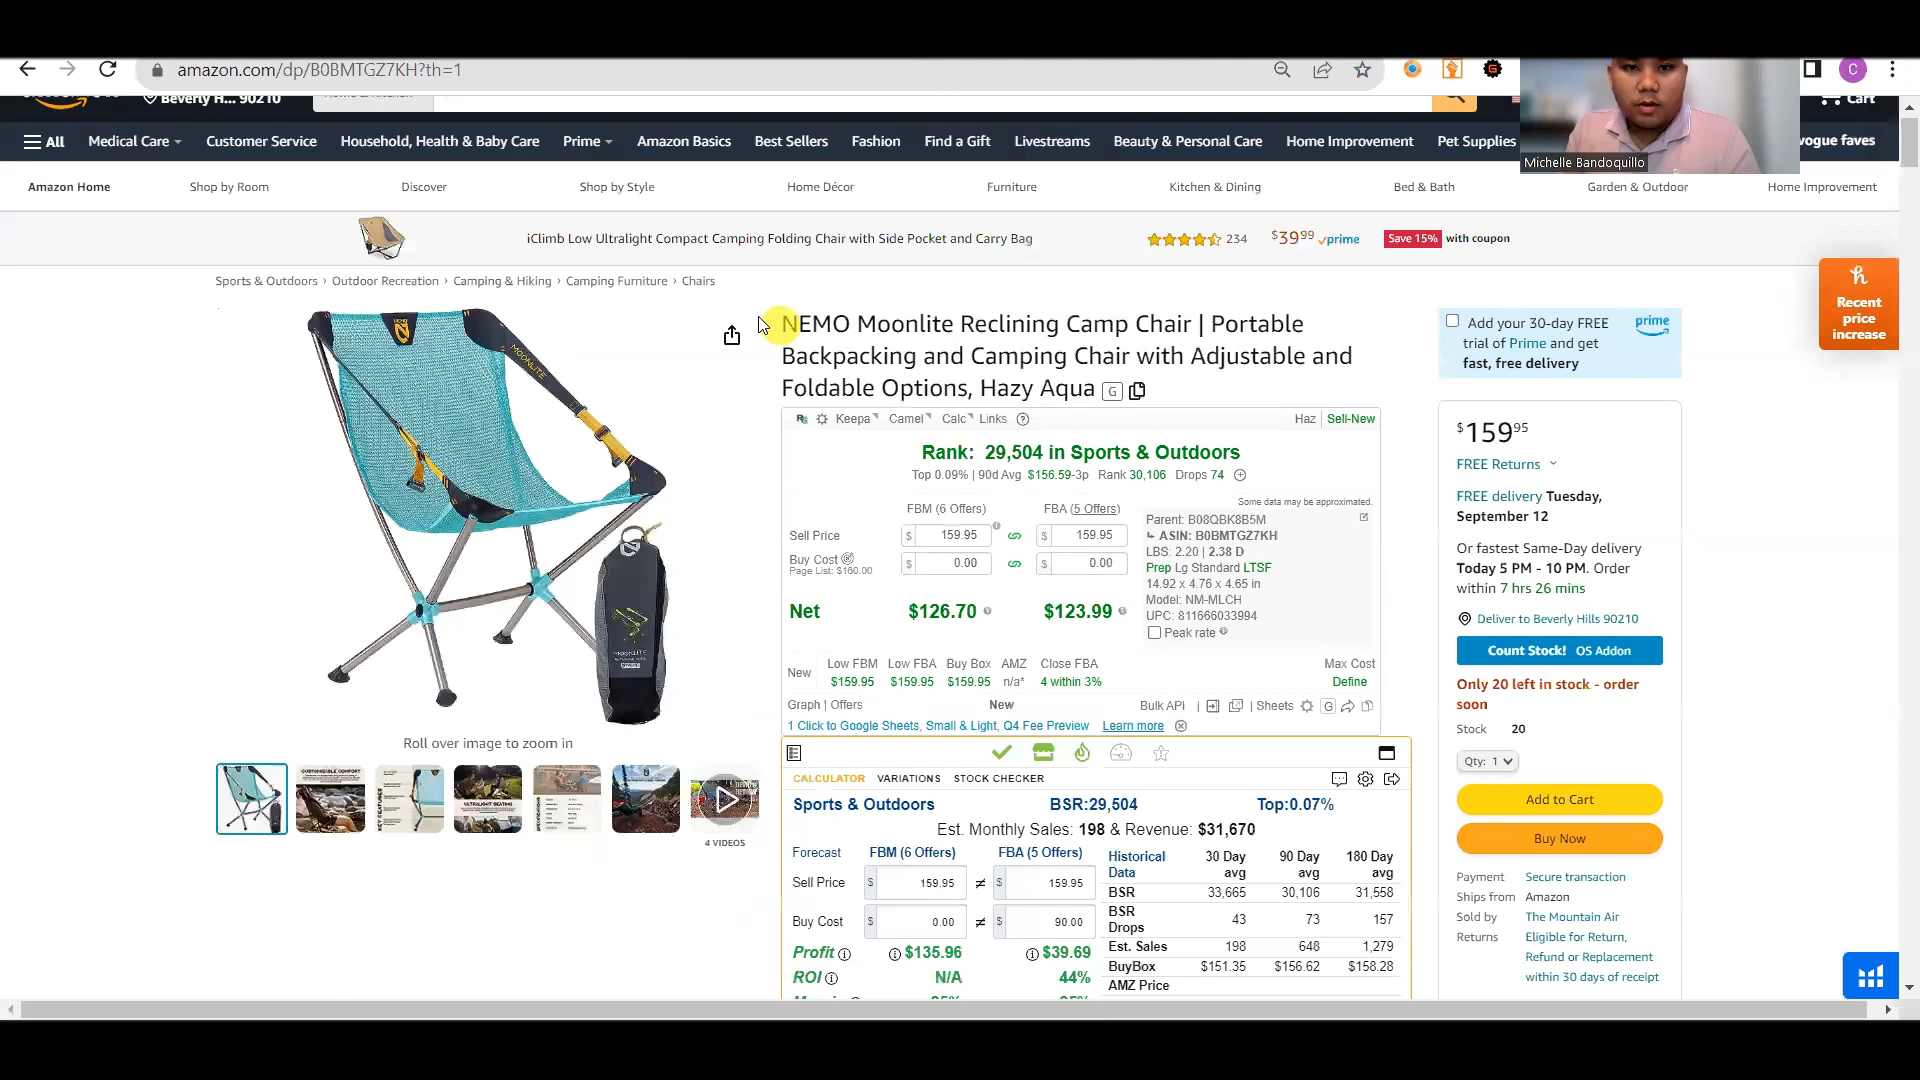 amazon.com/dp/B0BMTGZ7KH?th=1
C
Beverly H... 90210
Cart
All
Medical Care
Customer Service
Household, Health & Baby Care
Prime
Amazon Basics
Best Sellers
Fashion
Find a Gift
Livestreams
Beauty & Personal Care
Home Improvement
Pet Supplies
vogue faves
Michelle Bandoquillo
Amazon Home
Shop by Room
Discover
Shop by Style
Home Décor
Furniture
Kitchen & Dining
Bed & Bath
Garden & Outdoor
Home Improvement
iClimb Low Ultralight Compact Camping Folding Chair with Side Pocket and Carry Bag
234
$39.99 prime
Save 15% with coupon
Sports & Outdoors › Outdoor Recreation › Camping & Hiking › Camping Furniture › Chairs
Recent
price
increase
NEMO Moonlite Reclining Camp Chair | Portable
Backpacking and Camping Chair with Adjustable and
Foldable Options, Hazy Aqua G
MOONLITE
NEMO
MOONLITE
Roll over image to zoom in
4 VIDEOS
Keepa Camel Calc Links ? Haz Sell-New
Rank: 29,504 in Sports & Outdoors
Top 0.09% | 90d Avg $156.59-3p Rank 30,106 Drops 74
Some data may be approximated.
FBM (6 Offers) FBA (5 Offers)
Sell Price $ 159.95 $ 159.95
Buy Cost $ 0.00 $ 0.00
Page List: $160.00
Net $126.70 $123.99
Parent: B08QBK8B5M
ASIN: B0BMTGZ7KH
LBS: 2.20 | 2.38 D
Prep Lg Standard LTSF
14.92 x 4.76 x 4.65 in
Model: NM-MLCH
UPC: 811666033994
Peak rate
New
Low FBM Low FBA Buy Box AMZ Close FBA Max Cost
$159.95 $159.95 $159.95 n/a* 4 within 3% Define
Graph | Offers New Bulk API | | Sheets G
1 Click to Google Sheets, Small & Light, Q4 Fee Preview Learn more
CALCULATOR VARIATIONS STOCK CHECKER
Sports & Outdoors BSR:29,504 Top:0.07%
Est. Monthly Sales: 198 & Revenue: $31,670
Forecast FBM (6 Offers) FBA (5 Offers)
Sell Price $ 159.95 ≠ $ 159.95
Buy Cost $ 0.00 ≠ $ 90.00
Profit $135.96 $39.69
ROI N/A 44%
Historical Data 30 Day avg 90 Day avg 180 Day avg
BSR 33,665 30,106 31,558
BSR Drops 43 73 157
Est. Sales 198 648 1,279
BuyBox $151.35 $156.62 $158.28
AMZ Price
Add your 30-day FREE
trial of Prime and get
fast, free delivery
prime
$159.95
FREE Returns
FREE delivery Tuesday,
September 12
Or fastest Same-Day delivery
Today 5 PM - 10 PM. Order
within 7 hrs 26 mins
Deliver to Beverly Hills 90210
Count Stock! OS Addon
Only 20 left in stock - order
soon
Stock 20
Qty: 1
Add to Cart
Buy Now
Payment Secure transaction
Ships from Amazon
Sold by The Mountain Air
Returns Eligible for Return,
Refund or Replacement
within 30 days of receipt